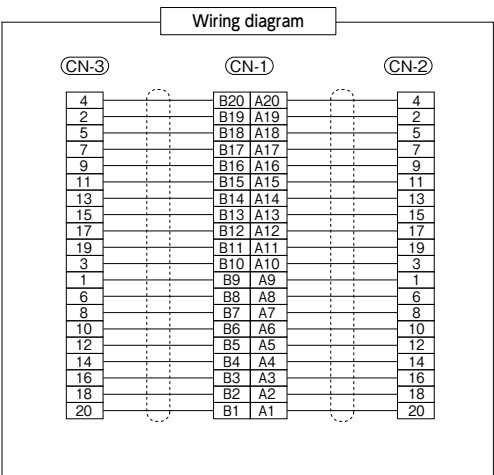 Wiring diagram
CN-3 CN-1 CN-2
4 B20 A20 4
2 B19 A19 2
5 B18 A18 5
7 B17 A17 7
9 B16 A16 9
11 B15 A15 11
13 B14 A14 13
15 B13 A13 15
17 B12 A12 17
19 B11 A11 19
3 B10 A10 3
1 B9 A9 1
6 B8 A8 6
8 B7 A7 8
10 B6 A6 10
12 B5 A5 12
14 B4 A4 14
16 B3 A3 16
18 B2 A2 18
20 B1 A1 20